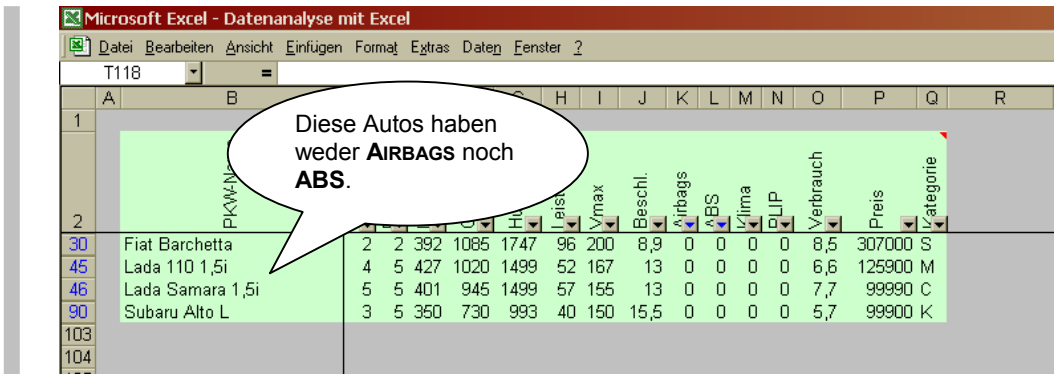 Microsoft Excel - Datenanalyse mit Excel
Datei Bearbeiten Ansicht Einfügen Format Extras Daten Fenster ?
T118 =
A B H I J K L M N O P Q R
1
Diese Autos haben
weder AIRBAGS noch
ABS.
2 Vmax Beschl. Airbags ABS Klima Verbrauch Preis Kategorie
30 Fiat Barchetta 2 2 392 1085 1747 96 200 8,9 0 0 0 0 8,5 307000 S
45 Lada 110 1,5i 4 5 427 1020 1499 52 167 13 0 0 0 0 6,6 125900 M
46 Lada Samara 1,5i 5 5 401 945 1499 57 155 13 0 0 0 0 7,7 99990 C
90 Subaru Alto L 3 5 350 730 993 40 150 15,5 0 0 0 0 5,7 99900 K
103
104